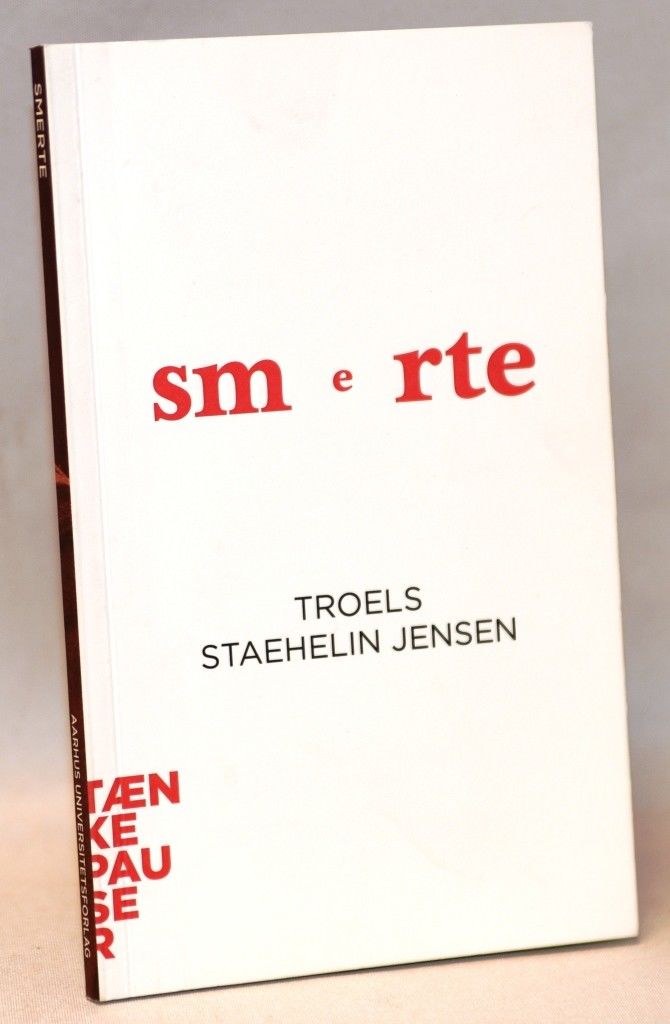 SMERTE
sm e rte
TROELS
STAEHELIN JENSEN
TÆN
KE
PAU
SE
R
AARHUS UNIVERSITETSFORLAG